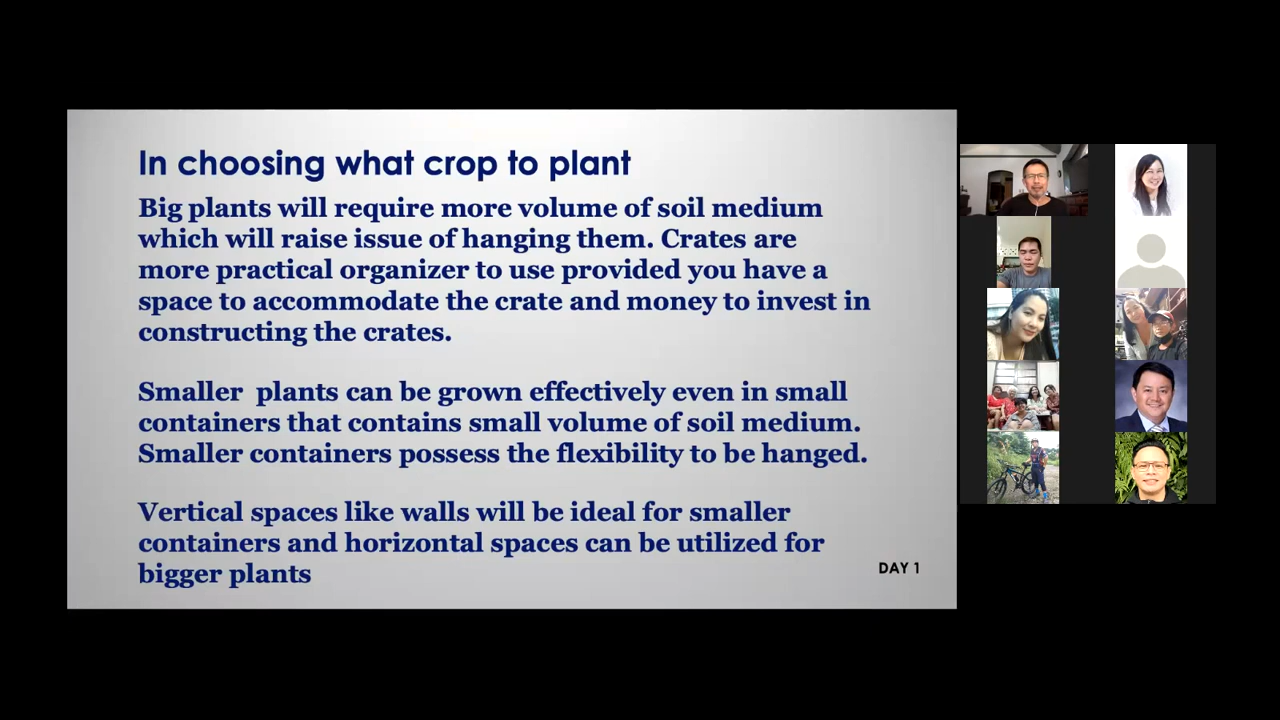 In choosing what crop to plant
Big plants will require more volume of soil medium
which will raise issue of hanging them. Crates are
more practical organizer to use provided you have a
space to accommodate the crate and money to invest in
constructing the crates.
Smaller  plants can be grown effectively even in small
containers that contains small volume of soil medium.
Smaller containers possess the flexibility to be hanged.
Vertical spaces like walls will be ideal for smaller
containers and horizontal spaces can be utilized for
bigger plants
DAY 1